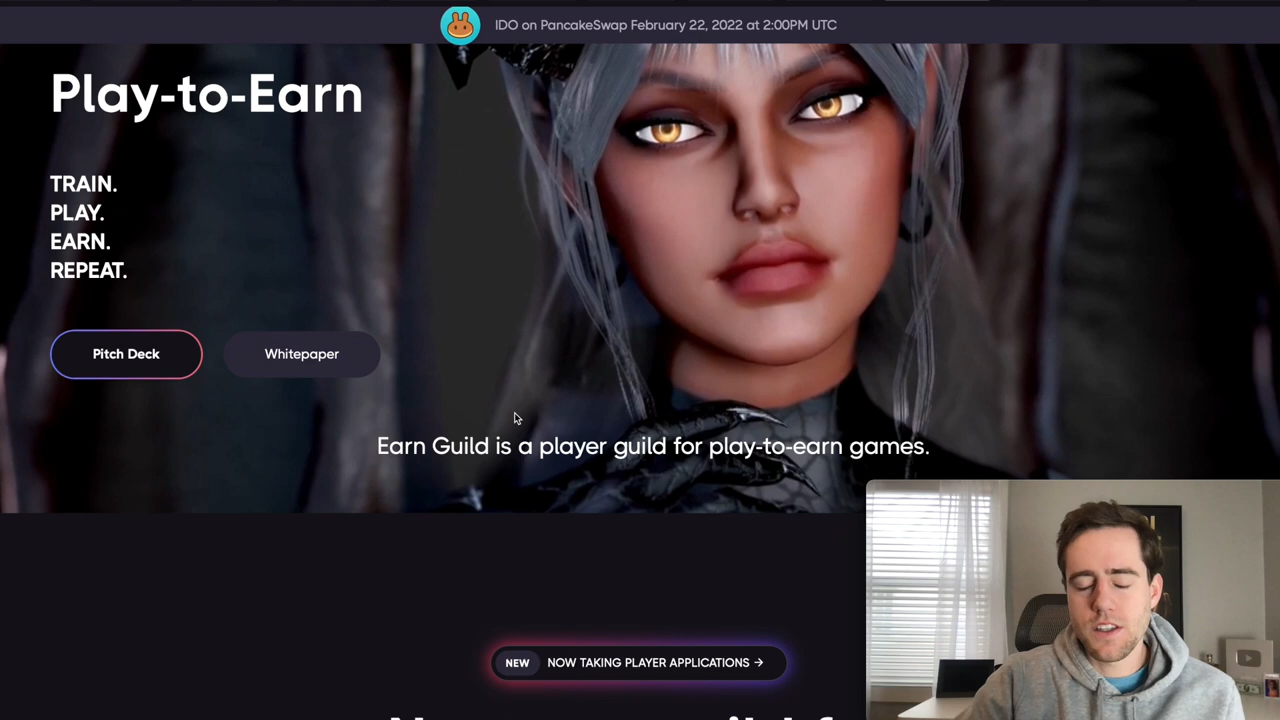 IDO on PancakeSwap February 22, 2022 at 2:00PM UTC
Play-to-Earn
TRAIN.
PLAY.
EARN.
REPEAT.
Pitch Deck
Whitepaper
Earn Guild is a player guild for play-to-earn games.
NEW NOW TAKING PLAYER APPLICATIONS →